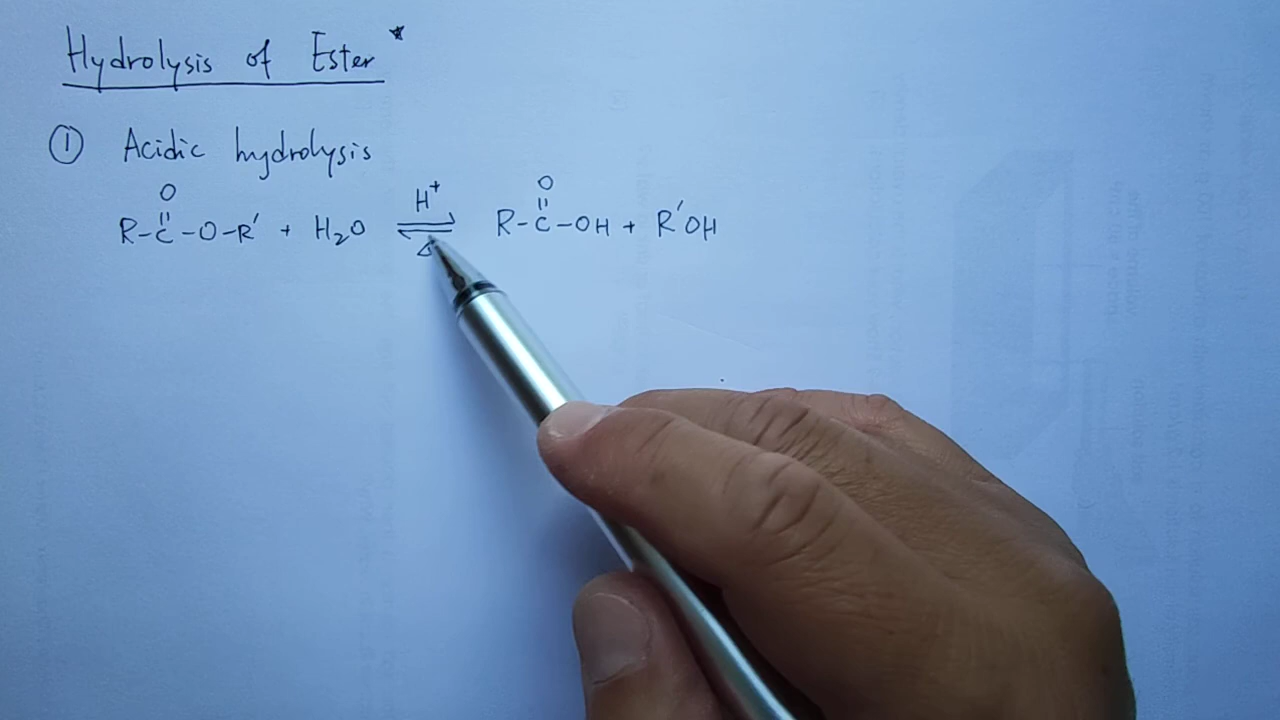 Hydrolysis of Ester *
① Acidic hydrolysis
O O
|| H⁺ ||
R-C-O-R′ + H₂O ⇌ R-C-OH + R′OH
Δ